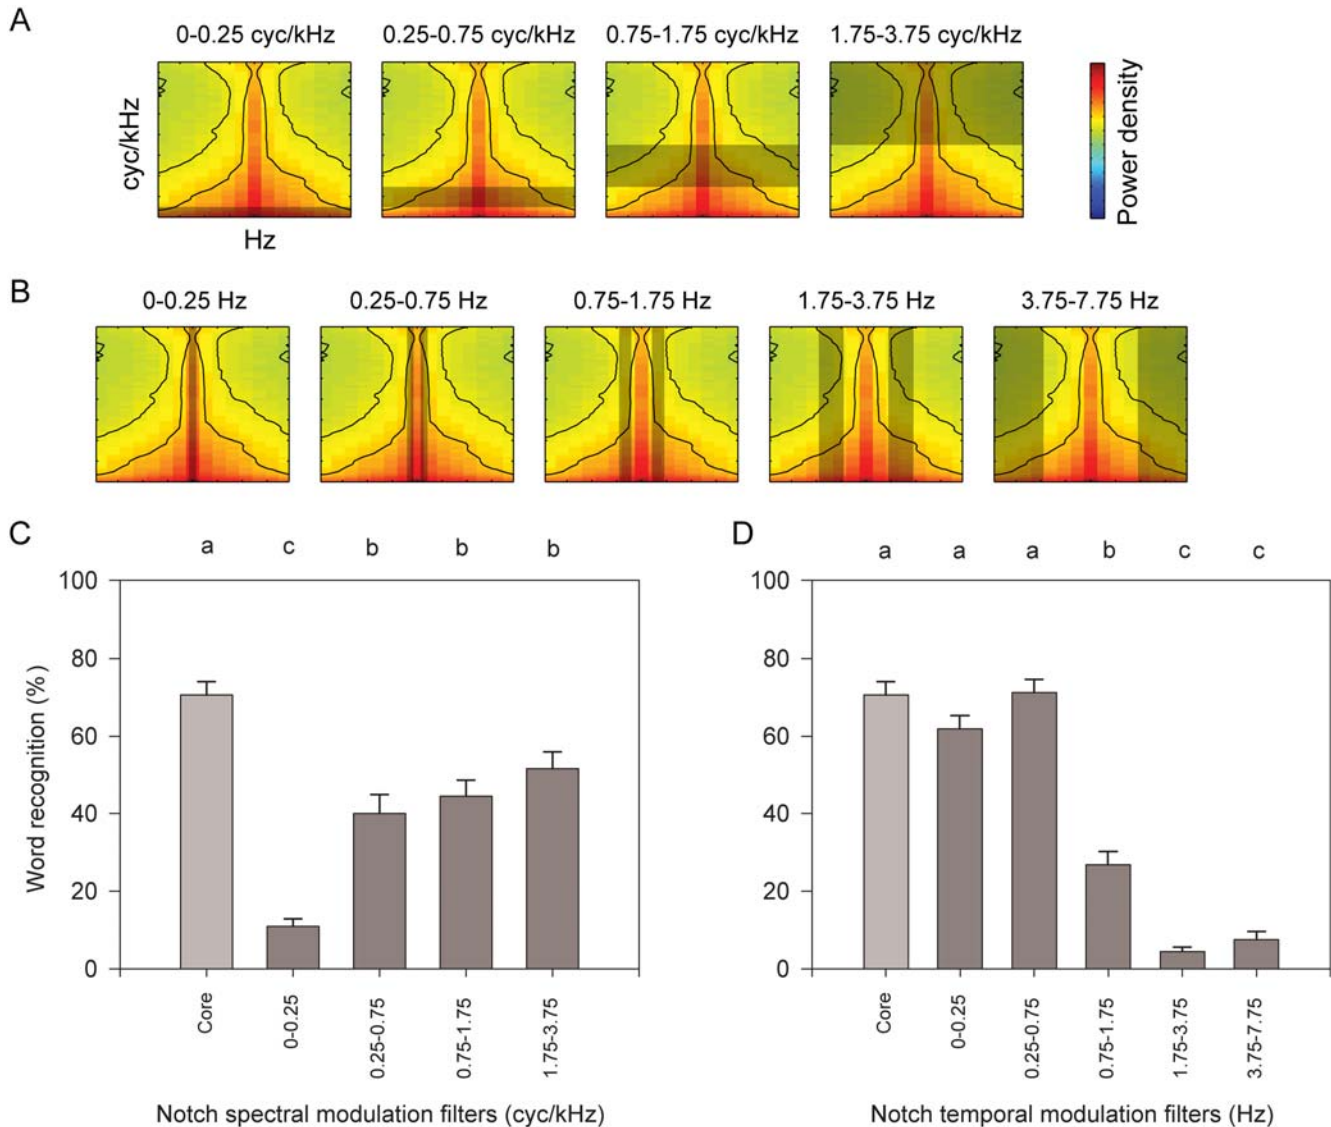 A
0-0.25 cyc/kHz 0.25-0.75 cyc/kHz 0.75-1.75 cyc/kHz 1.75-3.75 cyc/kHz
cyc/kHz
Hz
Power density
B
0-0.25 Hz 0.25-0.75 Hz 0.75-1.75 Hz 1.75-3.75 Hz 3.75-7.75 Hz
C
a c b b b
100
80
60
40
20
0
Word recognition (%)
Core 0-0.25 0.25-0.75 0.75-1.75 1.75-3.75
Notch spectral modulation filters (cyc/kHz)
D
a a a b c c
100
80
60
40
20
0
Core 0-0.25 0.25-0.75 0.75-1.75 1.75-3.75 3.75-7.75
Notch temporal modulation filters (Hz)